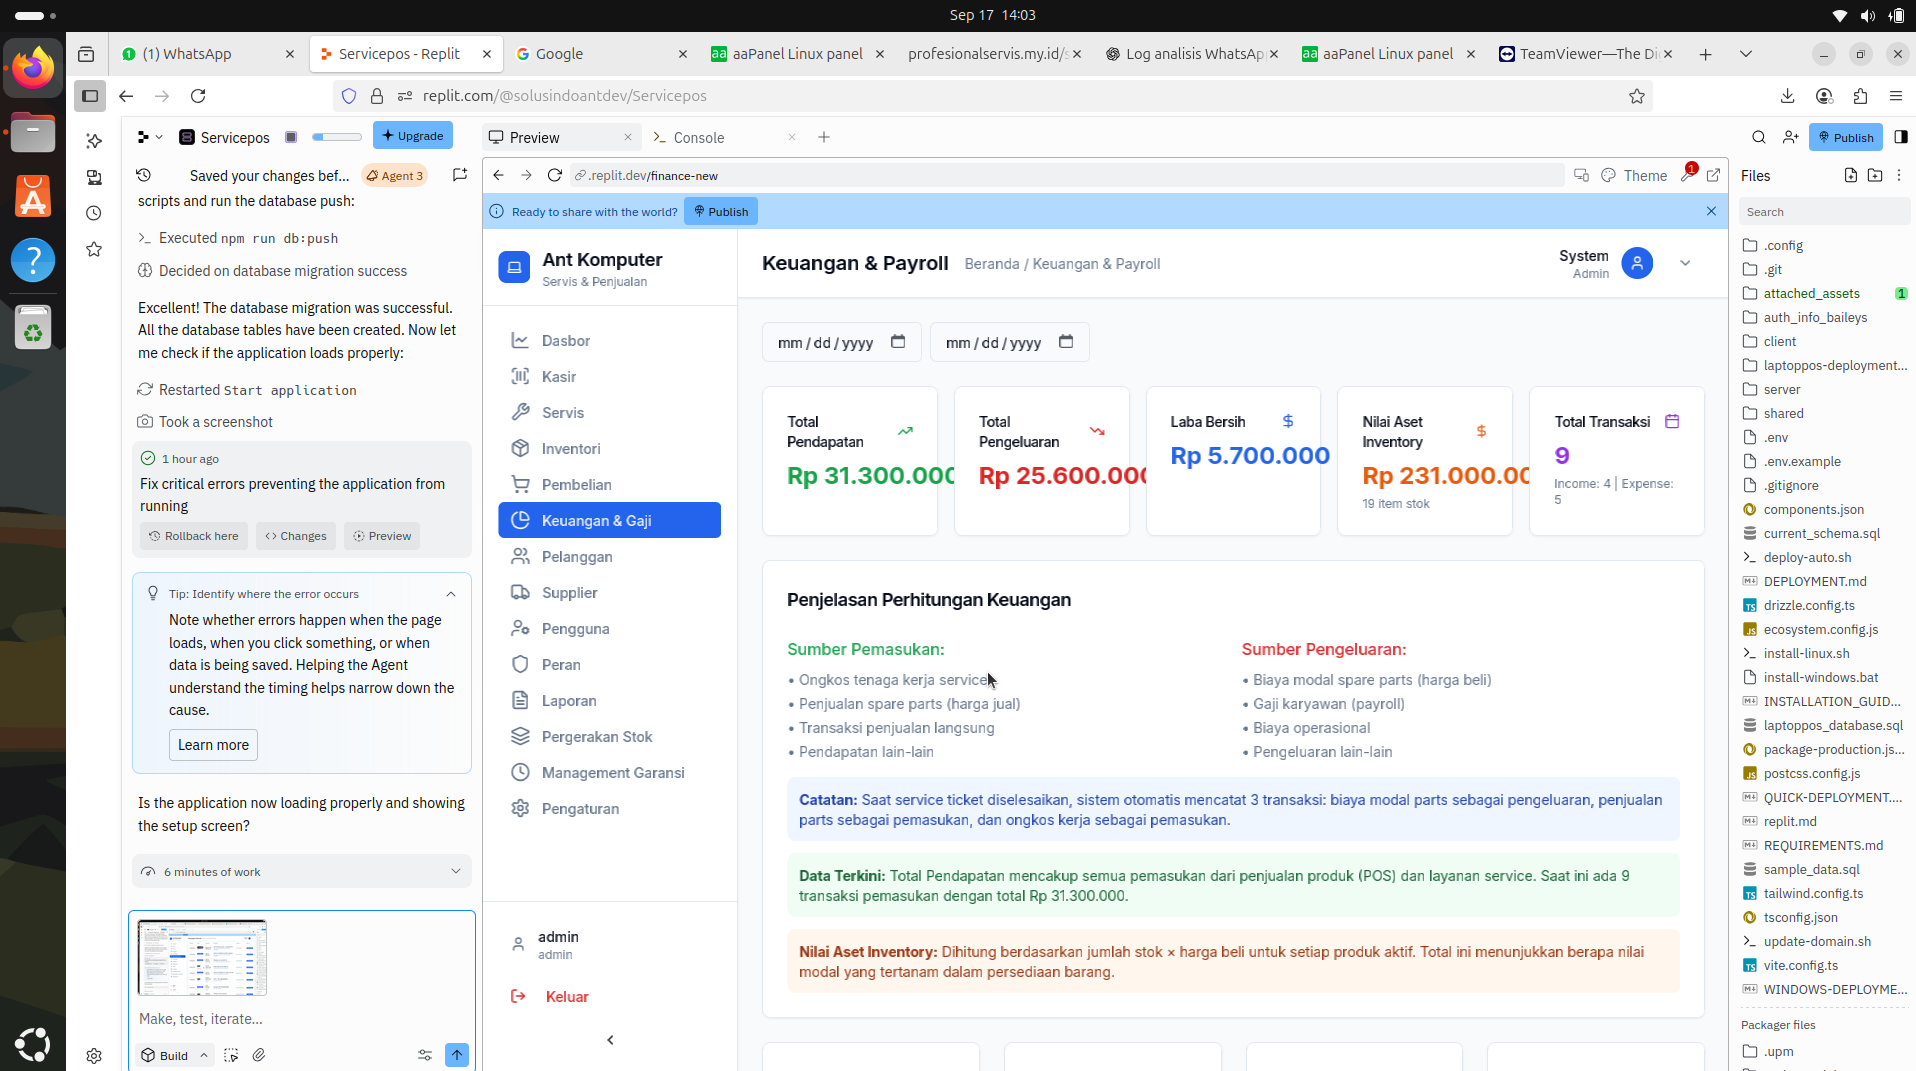 Sep 17 14:03
(1) WhatsApp
Servicepos - Replit
Google
aaPanel Linux panel
profesionalservis.my.id/s
Log analisis WhatsApp
aaPanel Linux panel
TeamViewer—The Di
replit.com/@solusindoantdev/Servicepos
Servicepos
Upgrade
Preview
Console
Publish
Saved your changes bef...
Agent 3
scripts and run the database push:
Executed npm run db:push
Decided on database migration success
Excellent! The database migration was successful.
All the database tables have been created. Now let
me check if the application loads properly:
Restarted Start application
Took a screenshot
1 hour ago
Fix critical errors preventing the application from
running
Rollback here
Changes
Preview
Tip: Identify where the error occurs
Note whether errors happen when the page
loads, when you click something, or when
data is being saved. Helping the Agent
understand the timing helps narrow down the
cause.
Learn more
Is the application now loading properly and showing
the setup screen?
6 minutes of work
Make, test, iterate...
Build
.replit.dev/finance-new
Theme
1
Ready to share with the world?
Publish
Ant Komputer
Servis & Penjualan
Dasbor
Kasir
Servis
Inventori
Pembelian
Keuangan & Gaji
Pelanggan
Supplier
Pengguna
Peran
Laporan
Pergerakan Stok
Management Garansi
Pengaturan
admin
admin
Keluar
Keuangan & Payroll
Beranda / Keuangan & Payroll
System
Admin
mm/dd/yyyy
mm/dd/yyyy
Total
Pendapatan
Rp 31.300.000
Total
Pengeluaran
Rp 25.600.000
Laba Bersih
Rp 5.700.000
Nilai Aset
Inventory
Rp 231.000.00
19 item stok
Total Transaksi
9
Income: 4 | Expense:
5
Penjelasan Perhitungan Keuangan
Sumber Pemasukan:
• Ongkos tenaga kerja service
• Penjualan spare parts (harga jual)
• Transaksi penjualan langsung
• Pendapatan lain-lain
Sumber Pengeluaran:
• Biaya modal spare parts (harga beli)
• Gaji karyawan (payroll)
• Biaya operasional
• Pengeluaran lain-lain
Catatan: Saat service ticket diselesaikan, sistem otomatis mencatat 3 transaksi: biaya modal parts sebagai pengeluaran, penjualan
parts sebagai pemasukan, dan ongkos kerja sebagai pemasukan.
Data Terkini: Total Pendapatan mencakup semua pemasukan dari penjualan produk (POS) dan layanan service. Saat ini ada 9
transaksi pemasukan dengan total Rp 31.300.000.
Nilai Aset Inventory: Dihitung berdasarkan jumlah stok × harga beli untuk setiap produk aktif. Total ini menunjukkan berapa nilai
modal yang tertanam dalam persediaan barang.
Files
Search
.config
.git
attached_assets
1
auth_info_baileys
client
laptoppos-deployment...
server
shared
.env
.env.example
.gitignore
components.json
current_schema.sql
deploy-auto.sh
DEPLOYMENT.md
drizzle.config.ts
ecosystem.config.js
install-linux.sh
install-windows.bat
INSTALLATION_GUID...
laptoppos_database.sql
package-production.js...
postcss.config.js
QUICK-DEPLOYMENT....
replit.md
REQUIREMENTS.md
sample_data.sql
tailwind.config.ts
tsconfig.json
update-domain.sh
vite.config.ts
WINDOWS-DEPLOYME...
Packager files
.upm